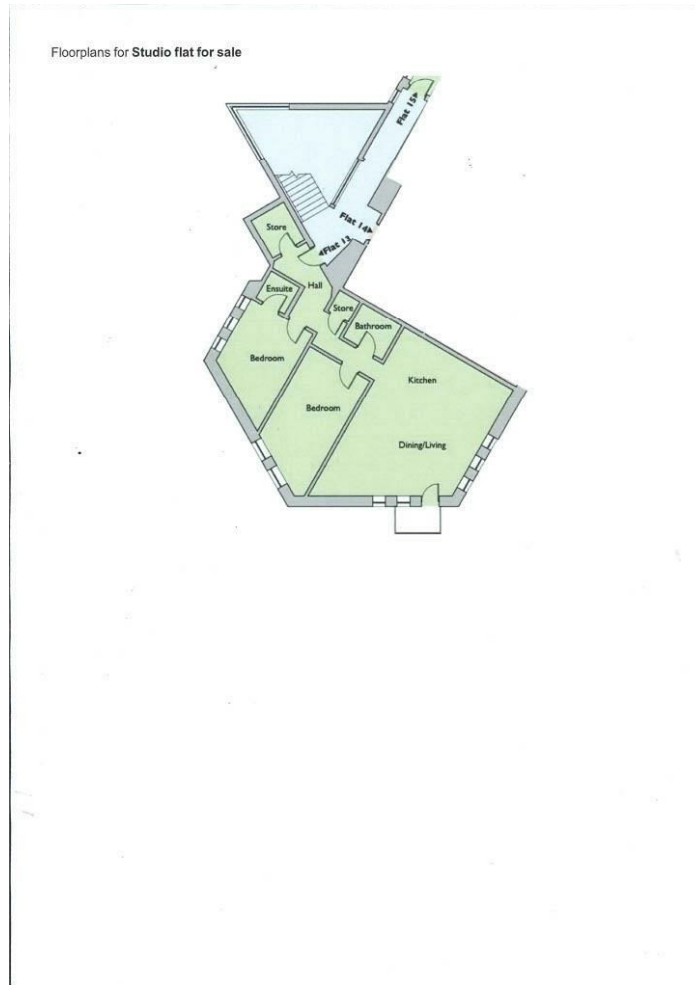 Floorplans for Studio flat for sale
Flat 15
Flat 14
Flat 13
Store
Hall
Ensuite
Store
Bathroom
Bedroom
Kitchen
Bedroom
Dining/Living